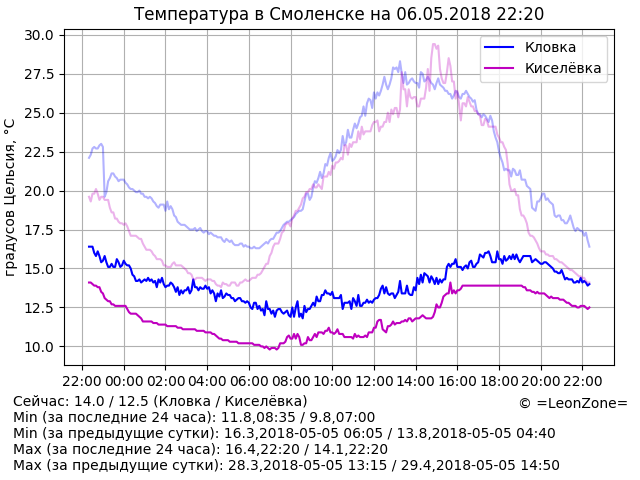 Температура в Смоленске на 06.05.2018 22:20
30.0
27.5
25.0
22.5
20.0
17.5
15.0
12.5
10.0
градусов Цельсия, °C
Кловка
Киселёвка
22:00 00:00 02:00 04:00 06:00 08:00 10:00 12:00 14:00 16:00 18:00 20:00 22:00
Сейчас: 14.0 / 12.5 (Кловка / Киселёвка)
© =LeonZone=
Min (за последние 24 часа): 11.8,08:35 / 9.8,07:00
Min (за предыдущие сутки): 16.3,2018-05-05 06:05 / 13.8,2018-05-05 04:40
Max (за последние 24 часа): 16.4,22:20 / 14.1,22:20
Max (за предыдущие сутки): 28.3,2018-05-05 13:15 / 29.4,2018-05-05 14:50